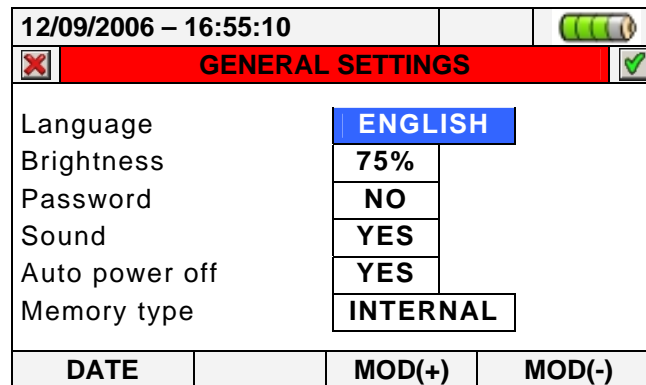 12/09/2006 – 16:55:10
GENERAL SETTINGS
Language ENGLISH
Brightness 75%
Password NO
Sound YES
Auto power off YES
Memory type INTERNAL
DATE MOD(+) MOD(-)